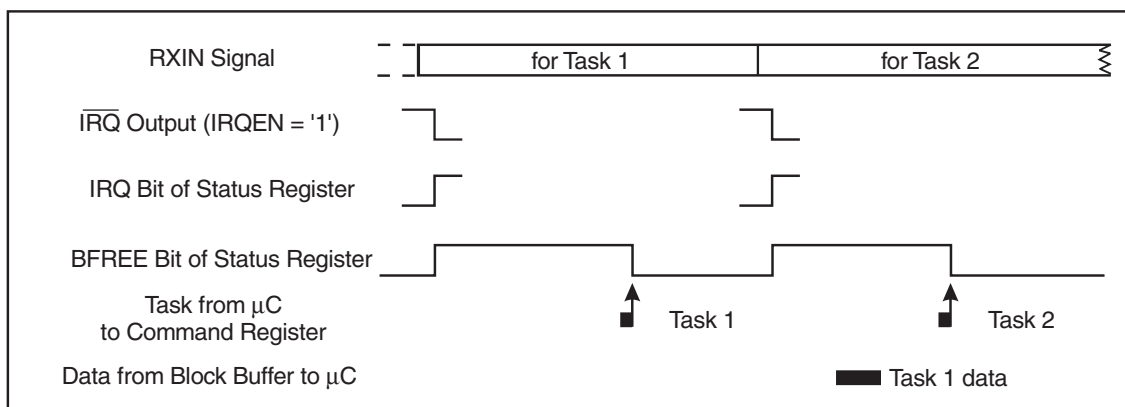 RXIN Signal
for Task 1
for Task 2
IRQ Output (IRQEN = '1')
IRQ Bit of Status Register
BFREE Bit of Status Register
Task from μC
to Command Register
Task 1
Task 2
Data from Block Buffer to μC
Task 1 data